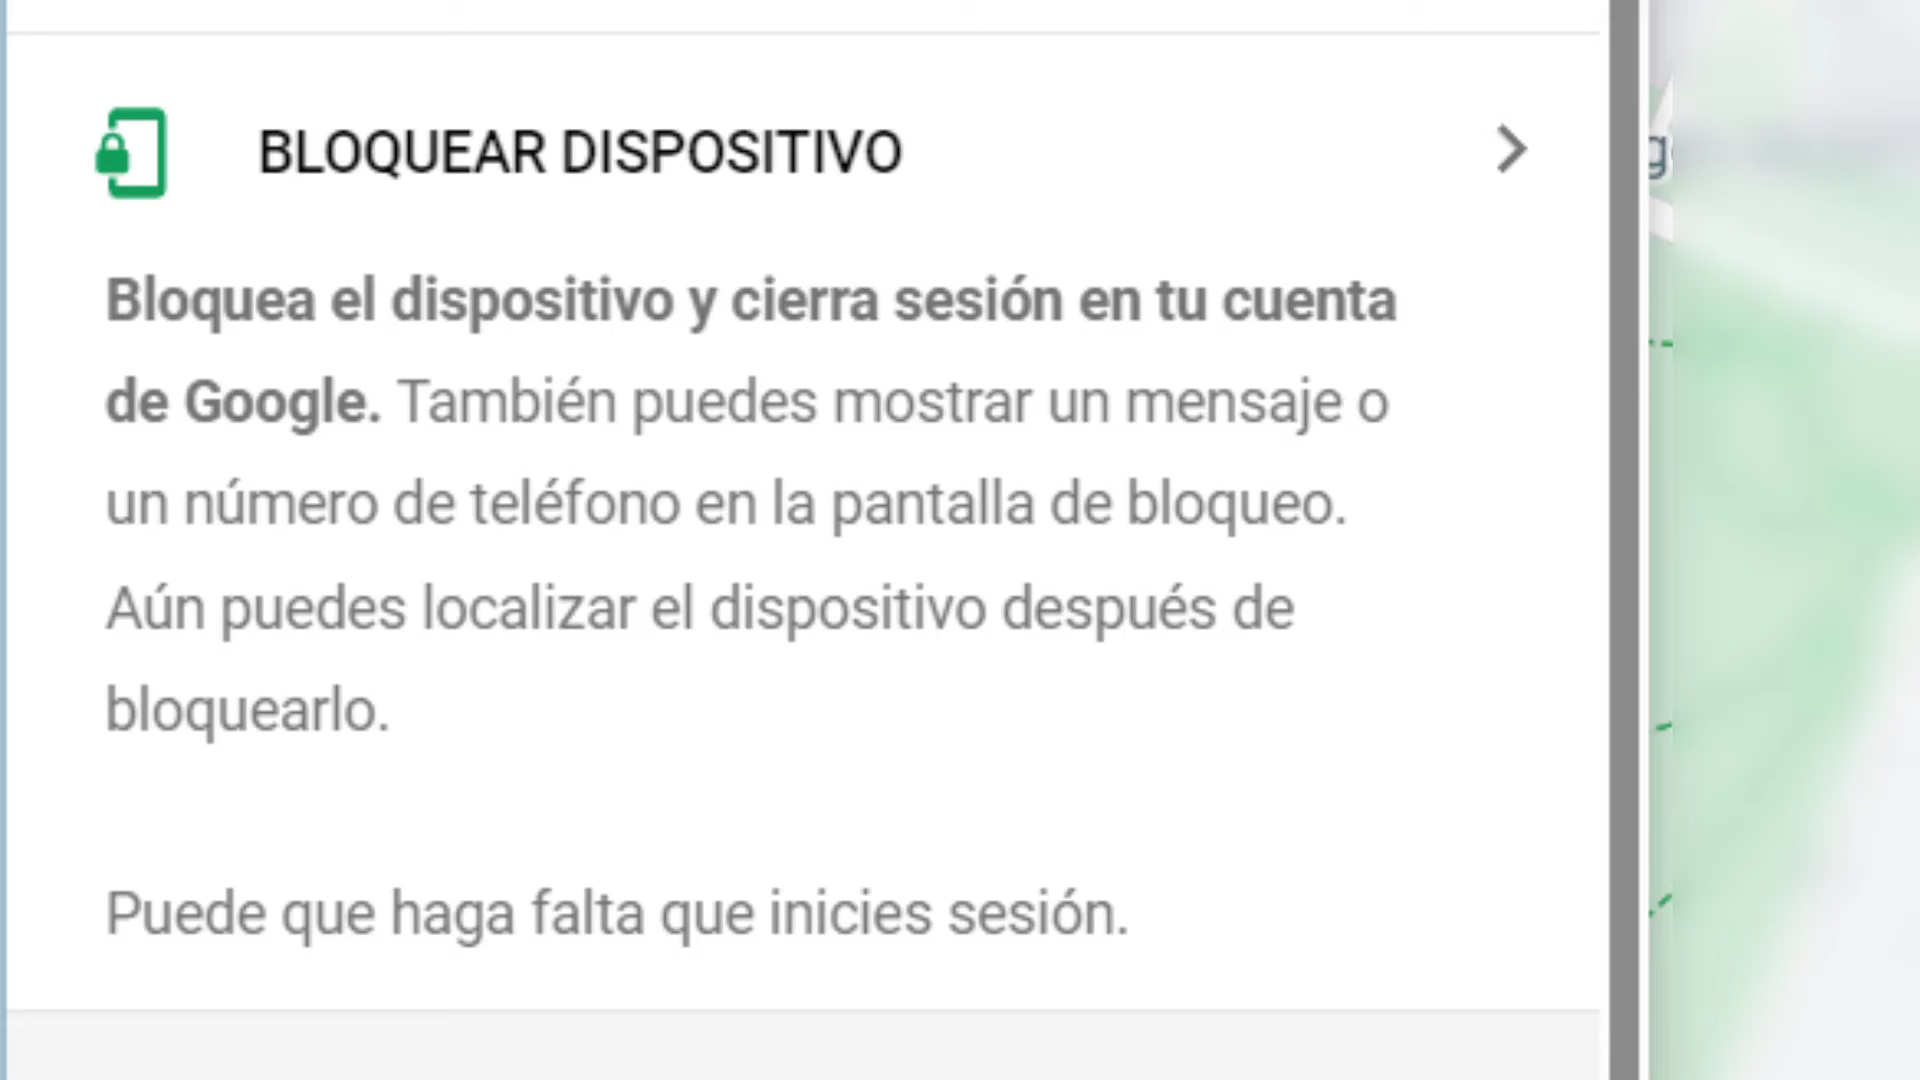 BLOQUEAR DISPOSITIVO
Bloquea el dispositivo y cierra sesión en tu cuenta
de Google. También puedes mostrar un mensaje o
un número de teléfono en la pantalla de bloqueo.
Aún puedes localizar el dispositivo después de
bloquearlo.
Puede que haga falta que inicies sesión.